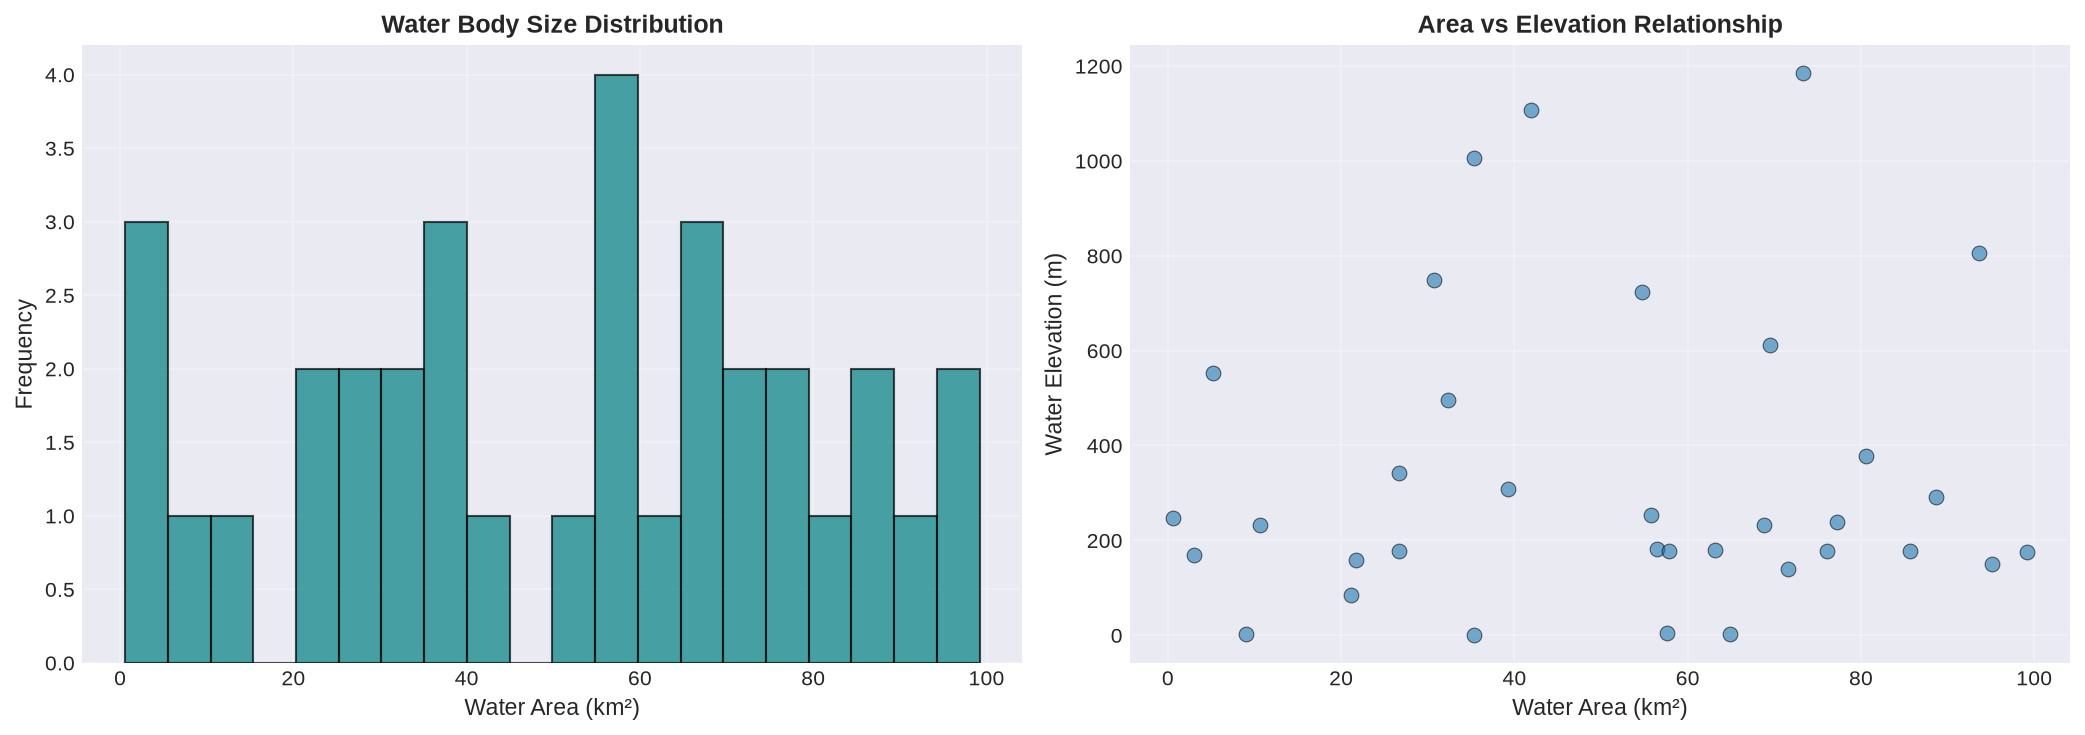 Water Body Size Distribution
4.0
3.5
3.0
2.5
2.0
1.5
1.0
0.5
0.0
Frequency
0 20 40 60 80 100
Water Area (km²)
Area vs Elevation Relationship
1200
1000
800
600
400
200
0
Water Elevation (m)
0 20 40 60 80 100
Water Area (km²)